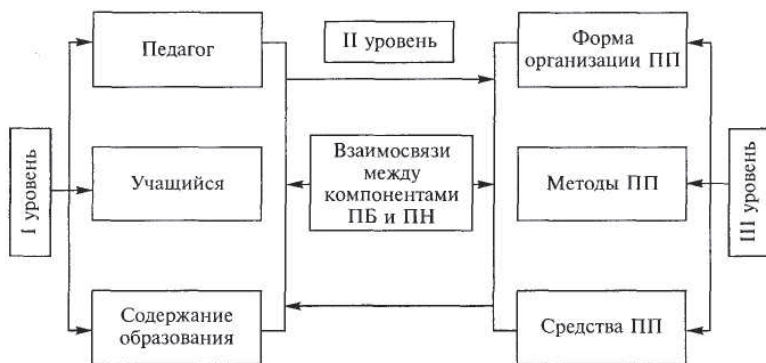 Педагог
II уровень
Форма
организации ПП
I уровень
Учащийся
Взаимосвязи
между
компонентами
ПБ и ПН
Методы ПП
III уровень
Содержание
образования
Средства ПП